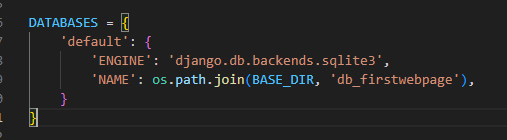 DATABASES = {
    'default': {
        'ENGINE': 'django.db.backends.sqlite3',
        'NAME': os.path.join(BASE_DIR, 'db_firstwebpage'),
    }
}